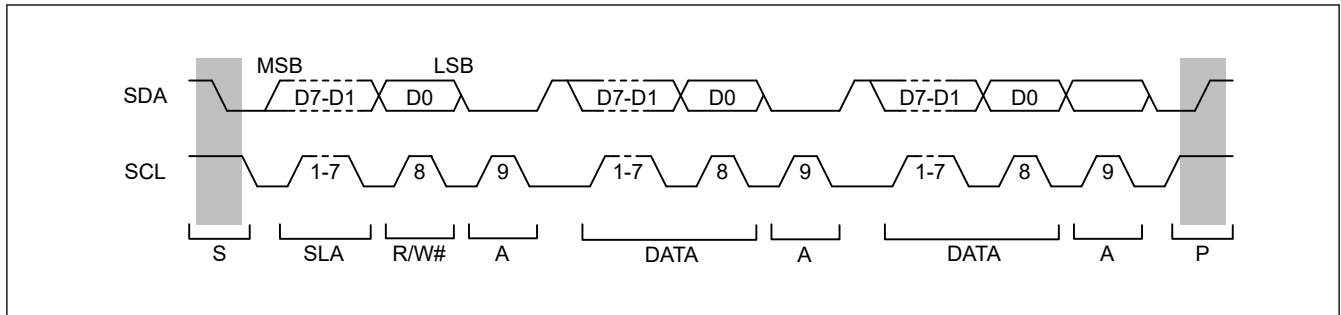 MSB LSB
SDA D7-D1 D0 D7-D1 D0 D7-D1 D0
SCL 1-7 8 9 1-7 8 9 1-7 8 9
S SLA R/W# A DATA A DATA A P